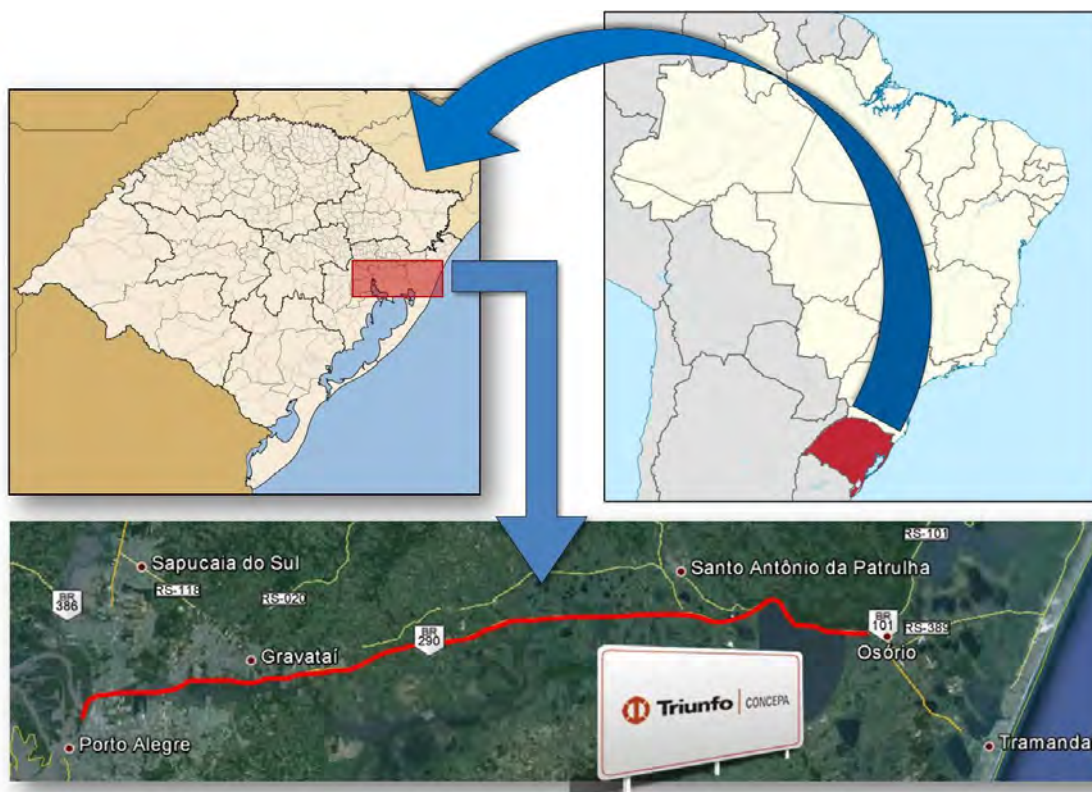 Sapucaia do Sul
Santo Antônio da Patrulha
RS-101
BR
386
RS-118
RS-020
BR
290
BR
101
RS-389
Osório
Gravataí
Triunfo CONCEPA
Porto Alegre
Tramanda